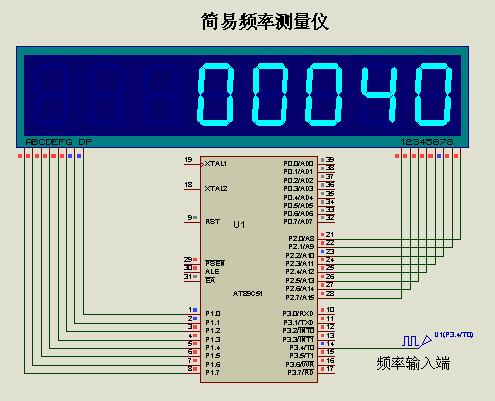 简易频率测量仪
00040
ABCDEFG DP
12345678
19 XTAL1
18 XTAL2
9 RST
29 PSEN
30 ALE
31 EA
1 P1.0
2 P1.1
3 P1.2
4 P1.3
5 P1.4
6 P1.5
7 P1.6
8 P1.7
U1
AT89C51
P0.0/AD0 39
P0.1/AD1 38
P0.2/AD2 37
P0.3/AD3 36
P0.4/AD4 35
P0.5/AD5 34
P0.6/AD6 33
P0.7/AD7 32
P2.0/A8 21
P2.1/A9 22
P2.2/A10 23
P2.3/A11 24
P2.4/A12 25
P2.5/A13 26
P2.6/A14 27
P2.7/A15 28
P3.0/RXD 10
P3.1/TXD 11
P3.2/INT0 12
P3.3/INT1 13
P3.4/T0 14
P3.5/T1 15
P3.6/WR 16
P3.7/RD 17
U1(P3.4/T0)
频率输入端